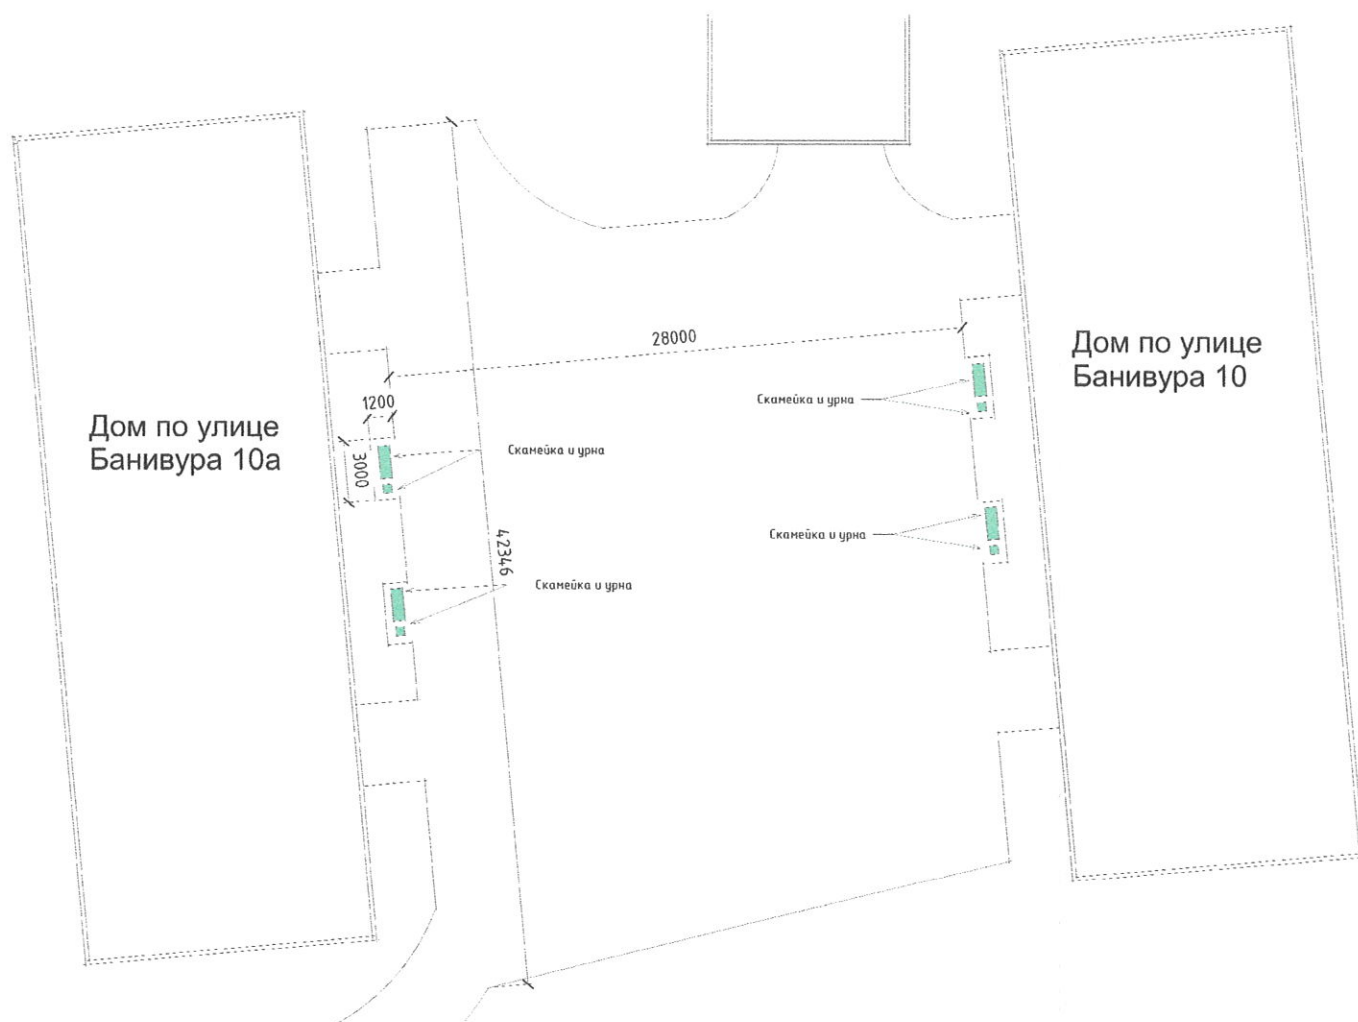 28000
Дом по улице
Банивура 10
1200
Скамейка и урна
Дом по улице
Банивура 10а
3000
Скамейка и урна
Скамейка и урна
42346
Скамейка и урна